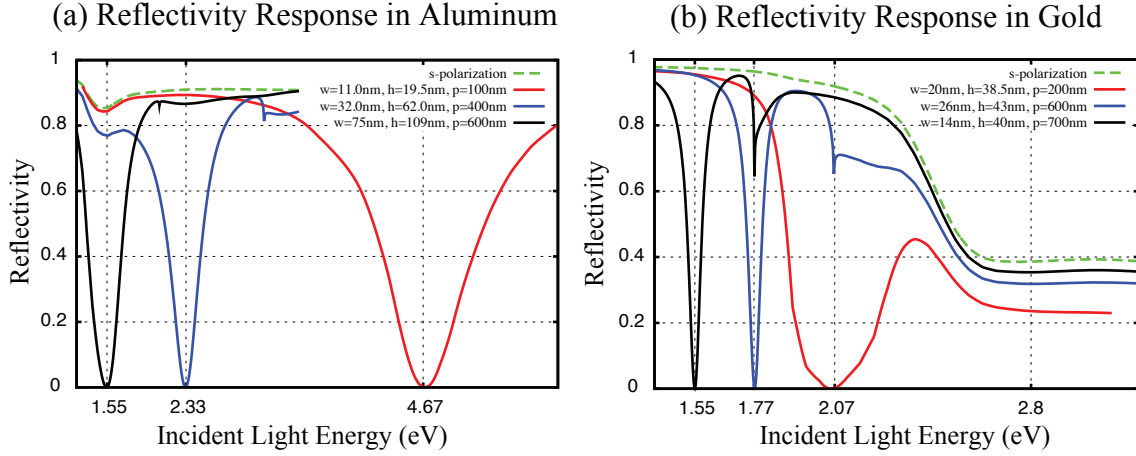 (a) Reflectivity Response in Aluminum
1
0.8
0.6
0.4
0.2
0
Reflectivity
s-polarization
w=11.0nm, h=19.5nm, p=100nm
w=32.0nm, h=62.0nm, p=400nm
w=75nm, h=109nm, p=600nm
1.55 2.33 4.67
Incident Light Energy (eV)
(b) Reflectivity Response in Gold
1
0.8
0.6
0.4
0.2
0
Reflectivity
s-polarization
w=20nm, h=38.5nm, p=200nm
w=26nm, h=43nm, p=600nm
w=14nm, h=40nm, p=700nm
1.55 1.77 2.07 2.8
Incident Light Energy (eV)